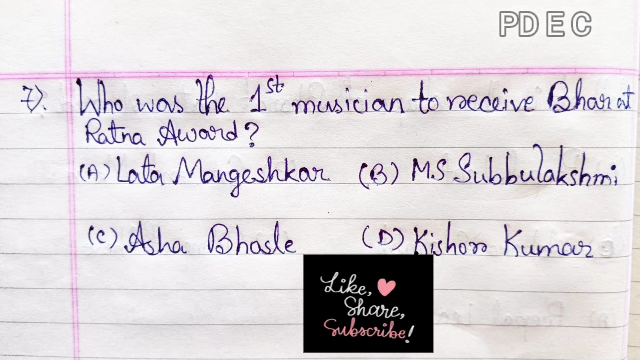 PDEC
7). Who was the 1st musician to receive Bharat
Ratna Award?
(A) Lata Mangeshkar (B) M.S Subbulakshmi
(C) Asha Bhosle (D) Kishore Kumar
Like,
Share,
Subscribe!